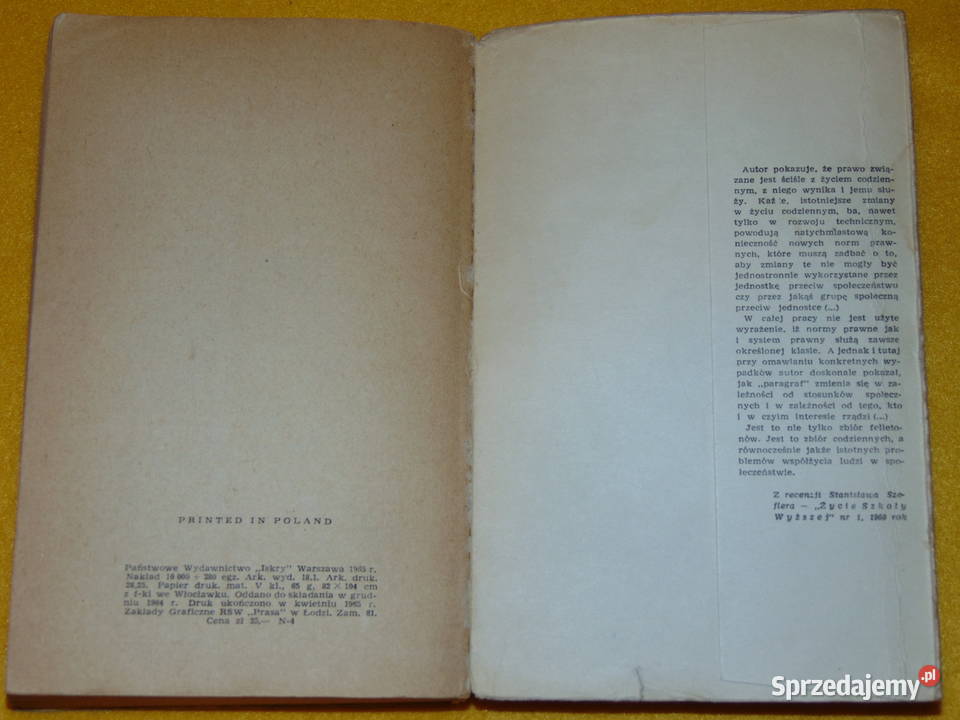 PRINTED IN POLAND
Państwowe Wydawnictwo „Iskry" Warszawa 1965 r.
Nakład 10 000 + 280 egz. Ark. wyd. 18,1. Ark. druk.
26,25. Papier druk. mat. V kl., 65 g, 82 × 104 cm
z f-ki we Włocławku. Oddano do składania w grud-
niu 1964 r. Druk ukończono w kwietniu 1965 r.
Zakłady Graficzne RSW „Prasa" w Łodzi. Zam. 81.
Cena zł 25,— N-4
Autor pokazuje, że prawo zwią-
zane jest ściśle z życiem codzien-
nym, z niego wynika i jemu słu-
ży. Każde, istotniejsze zmiany
w życiu codziennym, ba, nawet
tylko w rozwoju technicznym,
powodują natychmiastową ko-
nieczność nowych norm praw-
nych, które muszą zadbać o to,
aby zmiany te nie mogły być
jednostronnie wykorzystane przez
jednostkę przeciw społeczeństwu
czy przez jakąś grupę społeczną
przeciw jednostce (...)
W całej pracy nie jest użyte
wyrażenie, iż normy prawne jak
i system prawny służą zawsze
określonej klasie. A jednak i tutaj
przy omawianiu konkretnych wy-
padków autor doskonale pokazał,
jak „paragraf" zmienia się w za-
leżności od stosunków społecz-
nych i w zależności od tego, kto
i w czyim interesie rządzi (...)
Jest to nie tylko zbiór felieto-
nów. Jest to zbiór codziennych, a
równocześnie jakże istotnych pro-
blemów współżycia ludzi w spo-
łeczeństwie.
Z recenzji Stanisława Szo-
flera — „Życie Szkoły
Wyższej" nr 1, 1960 rok
Sprzedajemy.pl